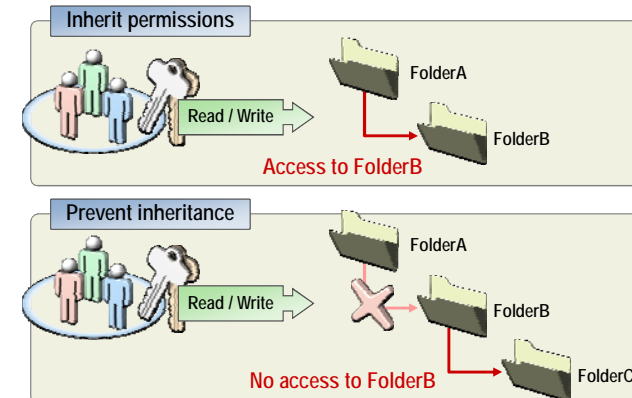 Inherit permissions
FolderA
Read / Write
FolderB
Access to FolderB
Prevent inheritance
FolderA
Read / Write
FolderB
No access to FolderB
FolderC